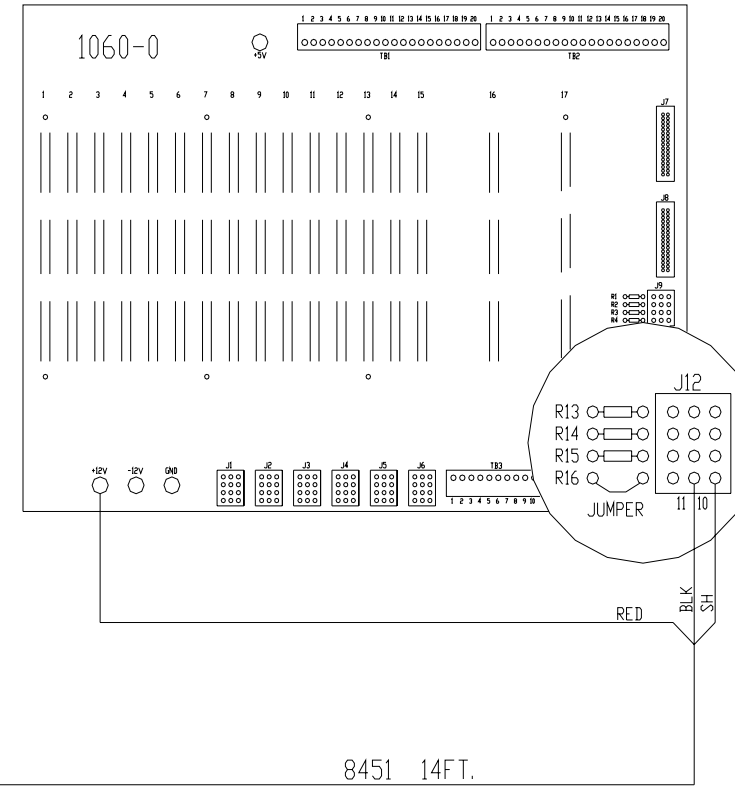 1 2 3 4 5 6 7 8 9 10 11 12 13 14 15 16 17 18 19 20
1 2 3 4 5 6 7 8 9 10 11 12 13 14 15 16 17 18 19 20
1060-0
+5V
TB1
TB2
1 2 3 4 5 6 7 8 9 10 11 12 13 14 15 16 17
J7
J8
J9
R1
R2
R3
R4
J12
R13
R14
R15
R16
JUMPER
11 10
+12V -12V GND
J1 J2 J3 J4 J5 J6 TB3
1 2 3 4 5 6 7 8 9 10
RED
BLK
SH
8451 14FT.